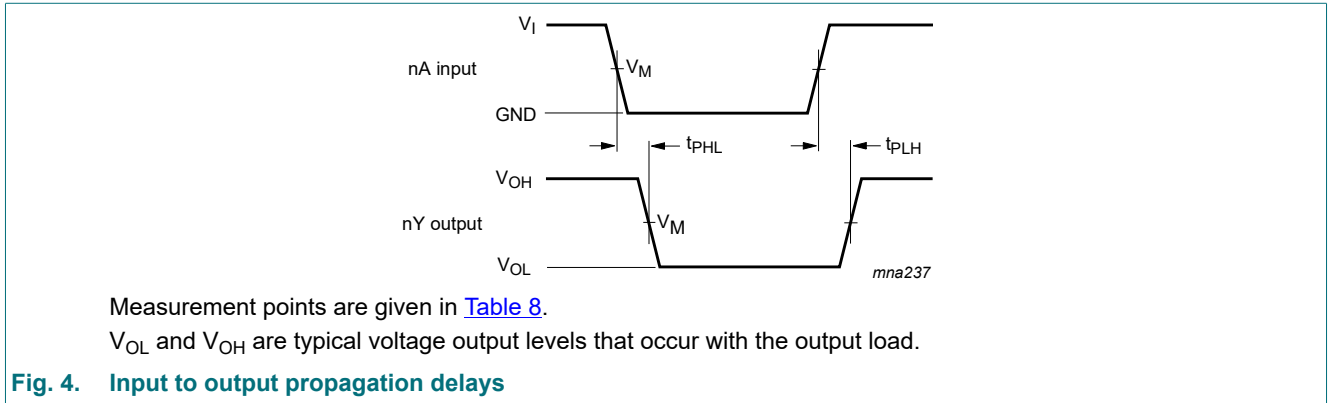 V_I
nA input
V_M
GND
t_PHL
t_PLH
V_OH
nY output
V_M
V_OL
mna237
Measurement points are given in Table 8.
V_OL and V_OH are typical voltage output levels that occur with the output load.
Fig. 4. Input to output propagation delays